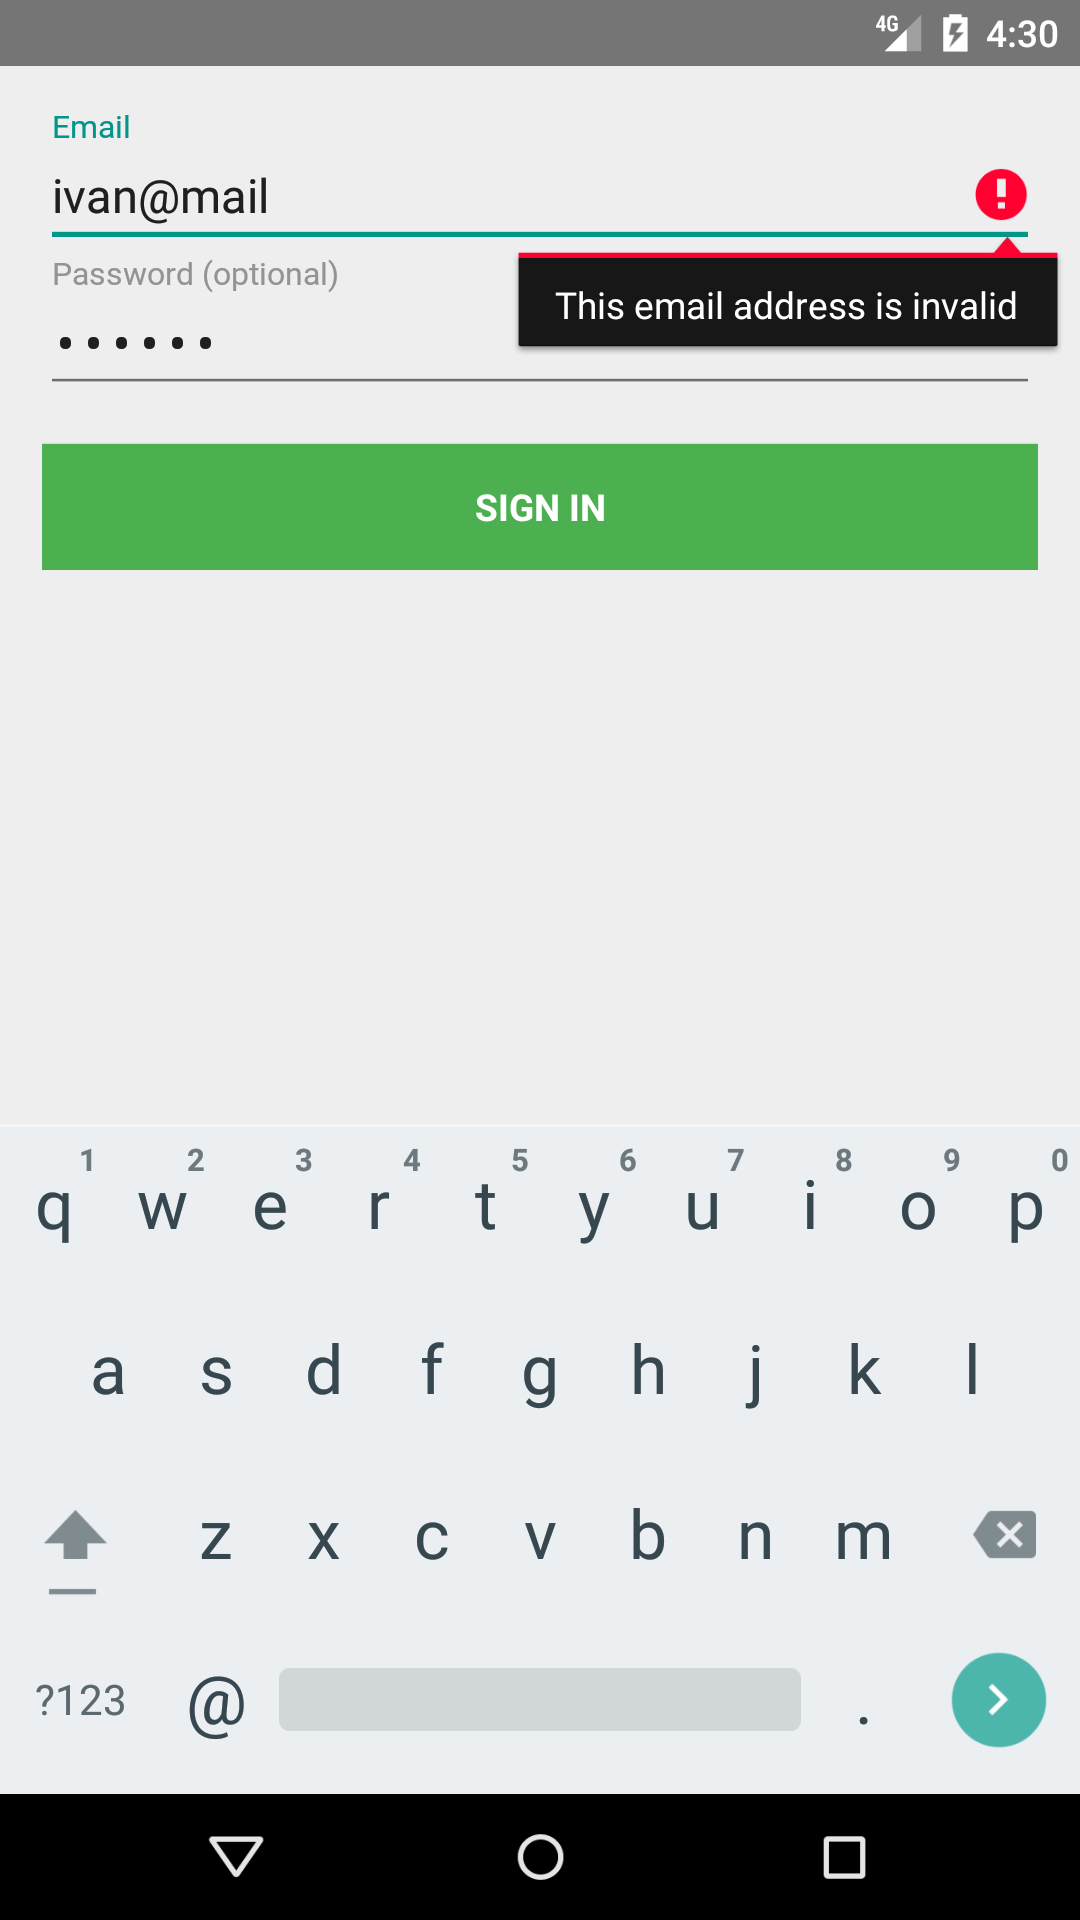 4G 4:30
Email
ivan@mail
Password (optional)
This email address is invalid
••••••
SIGN IN
1 2 3 4 5 6 7 8 9 0
q w e r t y u i o p
a s d f g h j k l
z x c v b n m
?123 @ .